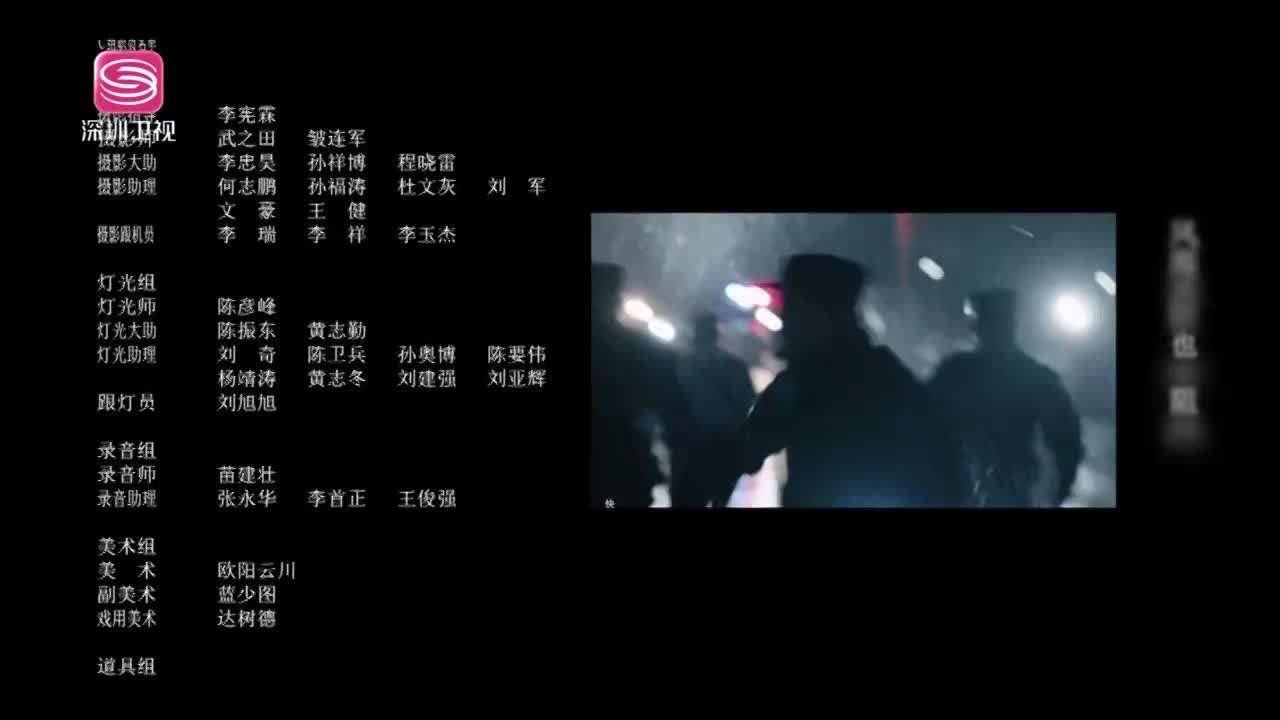 深圳卫视
李宪霖
武之田 皱连军
摄影大助 李忠昊 孙祥博 程晓雷
摄影助理 何志鹏 孙福涛 杜文灰 刘 军
文 豪 王 健
摄影跟机员 李 瑞 李 祥 李玉杰
灯光组
灯光师 陈彦峰
灯光大助 陈振东 黄志勤
灯光助理 刘 奇 陈卫兵 孙奥博 陈要伟
杨靖涛 黄志冬 刘建强 刘亚辉
跟灯员 刘旭旭
录音组
录音师 苗建壮
录音助理 张永华 李首正 王俊强
美术组
美 术 欧阳云川
副美术 蓝少图
戏用美术 达树德
道具组
快
也